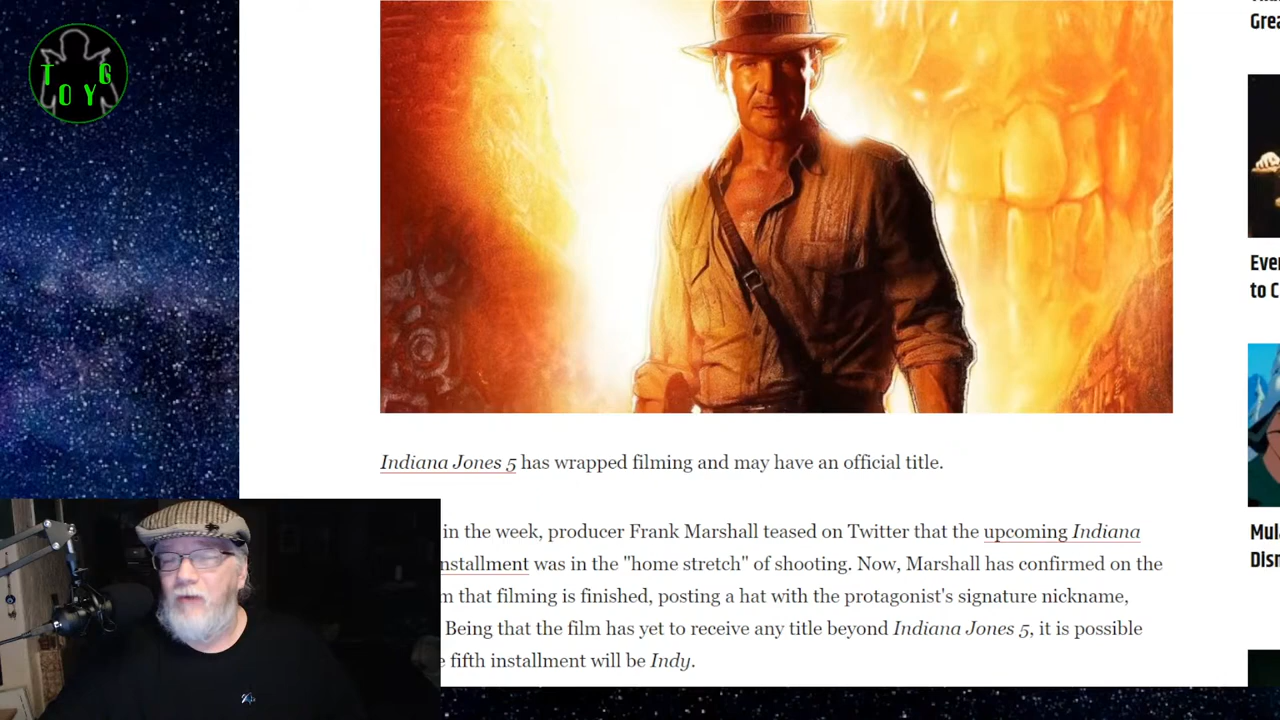 T G
O Y
Grea
Indiana Jones 5 has wrapped filming and may have an official title.
in the week, producer Frank Marshall teased on Twitter that the upcoming Indiana
nstallment was in the "home stretch" of shooting. Now, Marshall has confirmed on the
m that filming is finished, posting a hat with the protagonist's signature nickname,
Being that the film has yet to receive any title beyond Indiana Jones 5, it is possible
e fifth installment will be Indy.
Ever
to C
Mula
Disn